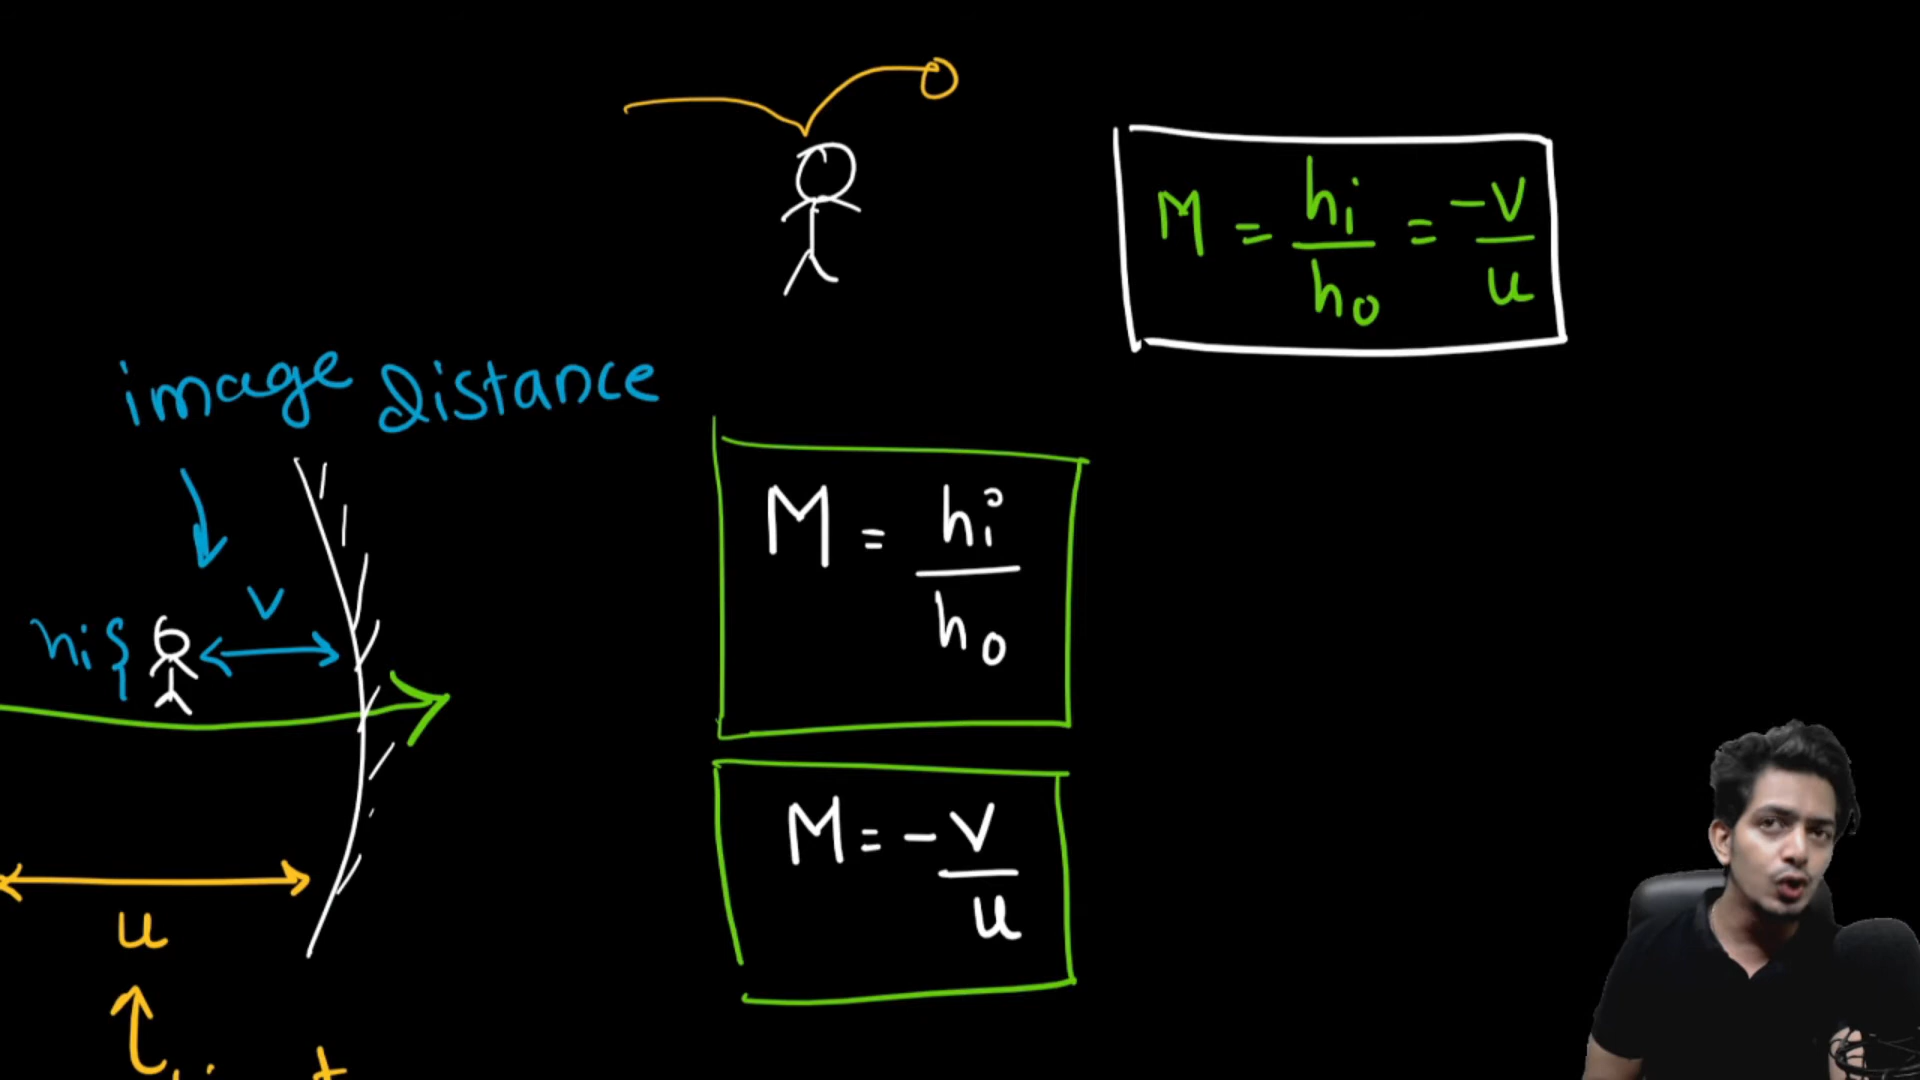 M = hi/ho = -v/u
image distance
M = hi/ho
v
hi {
M = -v/u
u